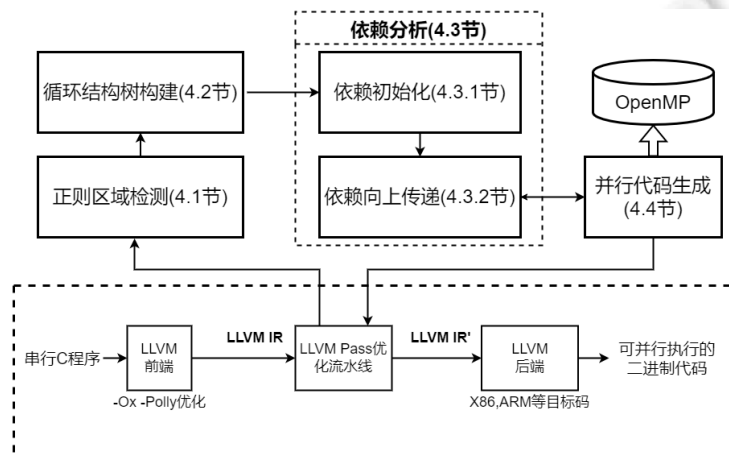 依赖分析(4.3节)
循环结构树构建(4.2节)
依赖初始化(4.3.1节)
OpenMP
正则区域检测(4.1节)
依赖向上传递(4.3.2节)
并行代码生成
(4.4节)
串行C程序
LLVM
前端
-Ox -Polly优化
LLVM IR
LLVM Pass优
化流水线
LLVM IR'
LLVM
后端
X86,ARM等目标码
可并行执行的
二进制代码